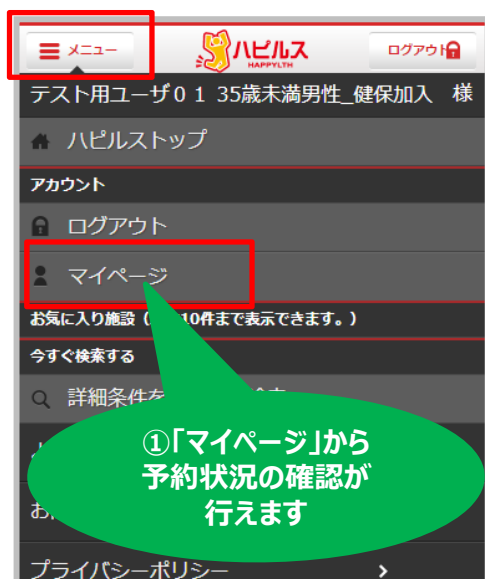 メニュー
ハピルス
HAPPYLTH
ログアウト
テスト用ユーザ01 35歳未満男性_健保加入 様
ハピルストップ
アカウント
ログアウト
マイページ
お気に入り施設（ 10件まで表示できます。）
今すぐ検索する
詳細条件を
①「マイページ」から
予約状況の確認が
行えます
お
プライバシーポリシー